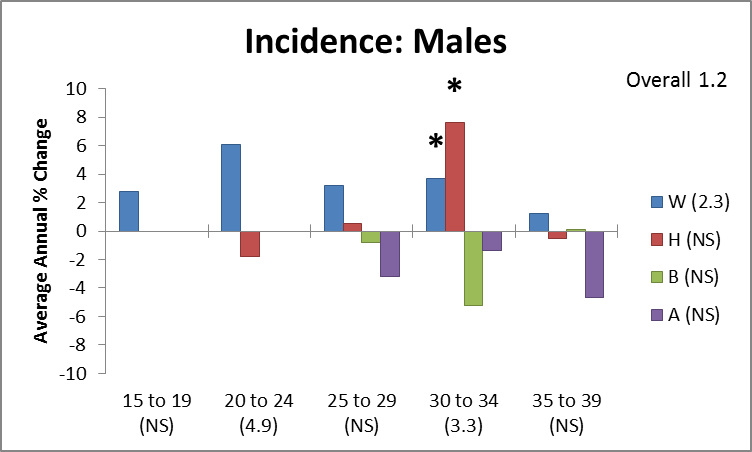 Incidence: Males
Overall 1.2
Average Annual % Change
10
8
6
4
2
0
-2
-4
-6
-8
-10
* *
15 to 19 20 to 24 25 to 29 30 to 34 35 to 39
(NS) (4.9) (NS) (3.3) (NS)
W (2.3)
H (NS)
B (NS)
A (NS)